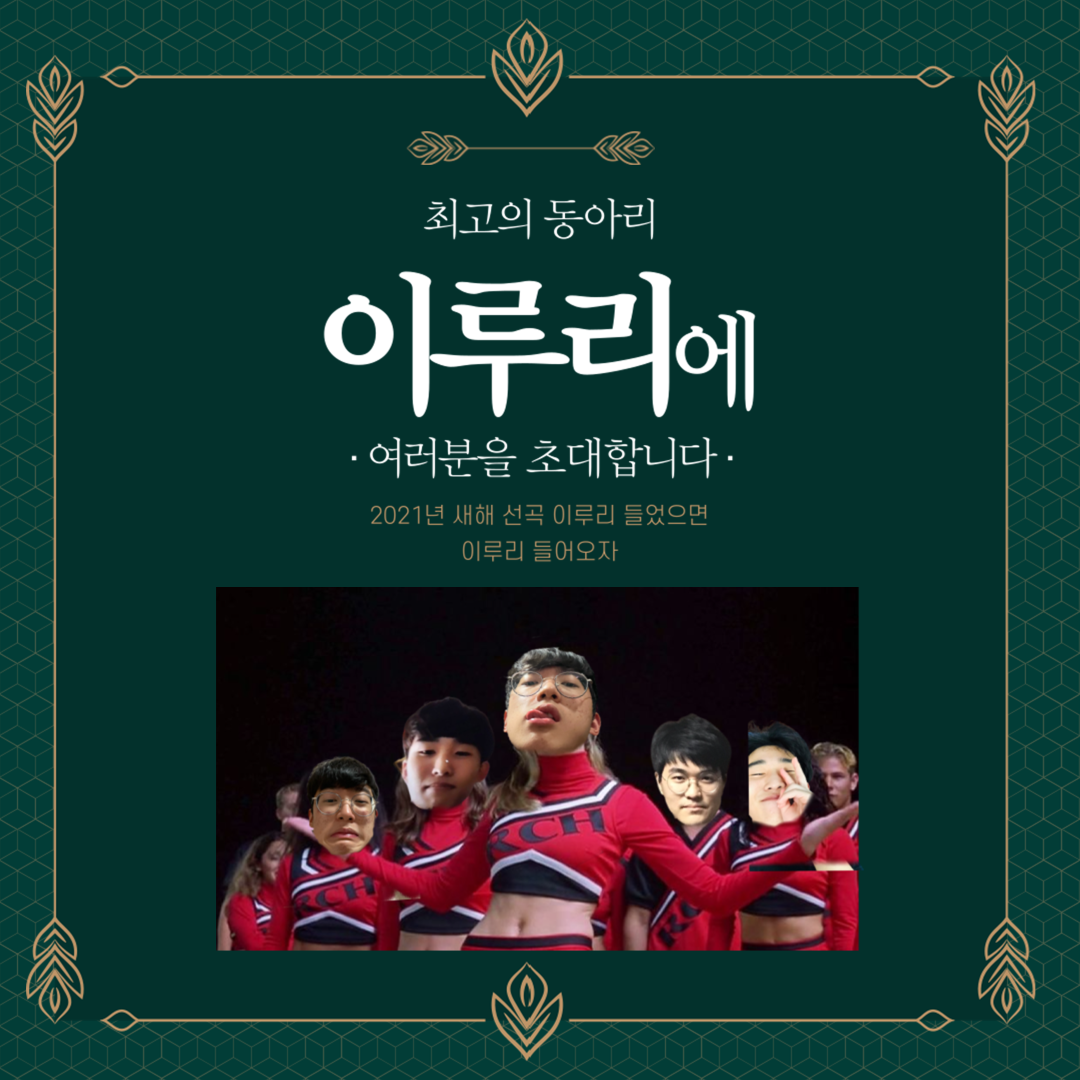 최고의 동아리
이루리에
· 여러분을 초대합니다 ·
2021년 새해 선곡 이루리 들었으면
이루리 들어오자
RCH
RCH